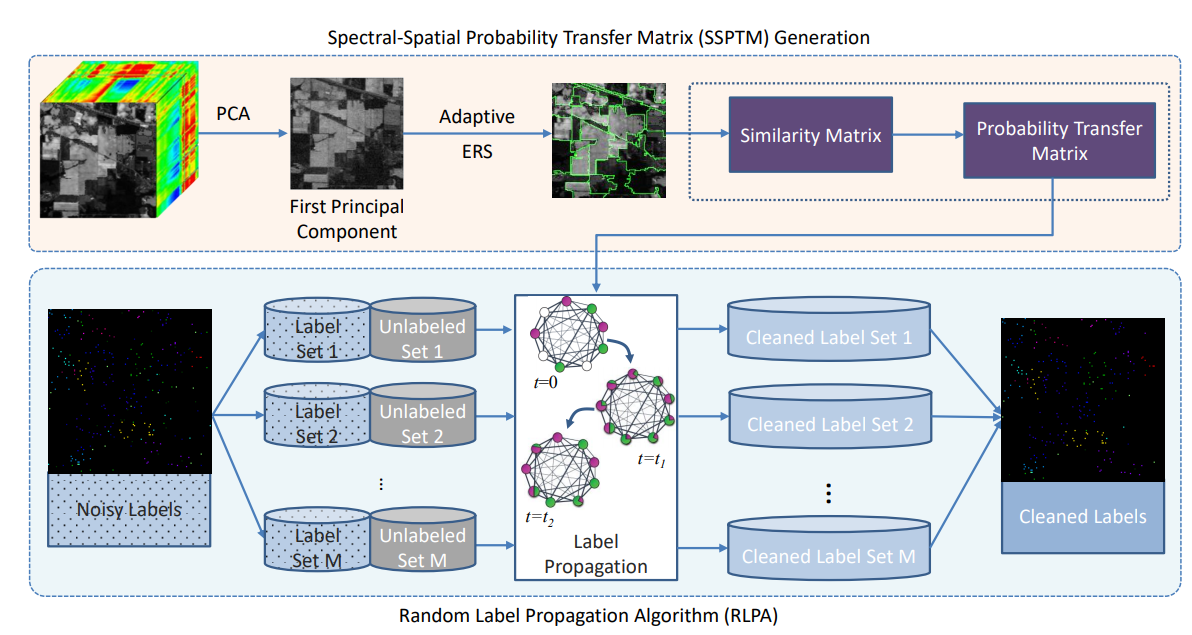 Spectral-Spatial Probability Transfer Matrix (SSPTM) Generation
PCA
First Principal
Component
Adaptive
ERS
Similarity Matrix
Probability Transfer
Matrix
Noisy Labels
Label
Set 1
Unlabeled
Set 1
Label
Set 2
Unlabeled
Set 2
⋮
Label
Set M
Unlabeled
Set M
t=0
t=t1
t=t2
Label
Propagation
Cleaned Label Set 1
Cleaned Label Set 2
⋮
Cleaned Label Set M
Cleaned Labels
Random Label Propagation Algorithm (RLPA)